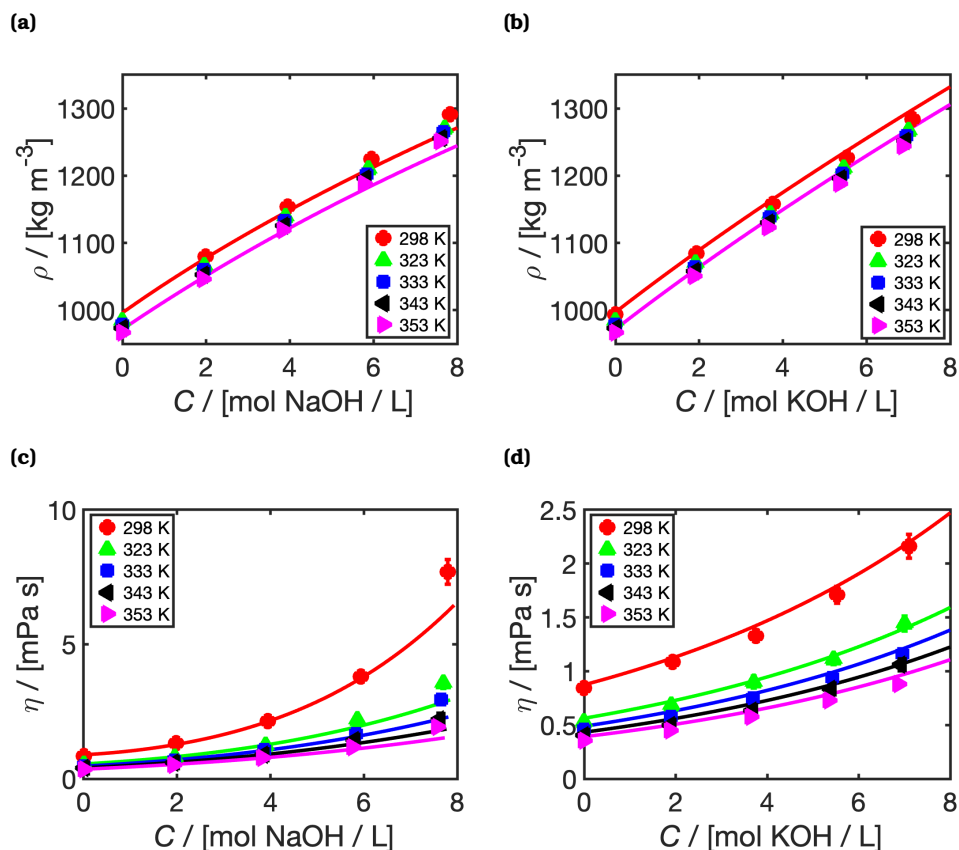 (a)
1300
1200
1100
1000
ρ / [kg m⁻³]
298 K
323 K
333 K
343 K
353 K
0 2 4 6 8
C / [mol NaOH / L]
(b)
1300
1200
1100
1000
ρ / [kg m⁻³]
298 K
323 K
333 K
343 K
353 K
0 2 4 6 8
C / [mol KOH / L]
(c)
10
5
0
η / [mPa s]
298 K
323 K
333 K
343 K
353 K
0 2 4 6 8
C / [mol NaOH / L]
(d)
2.5
2
1.5
1
0.5
0
η / [mPa s]
298 K
323 K
333 K
343 K
353 K
0 2 4 6 8
C / [mol KOH / L]